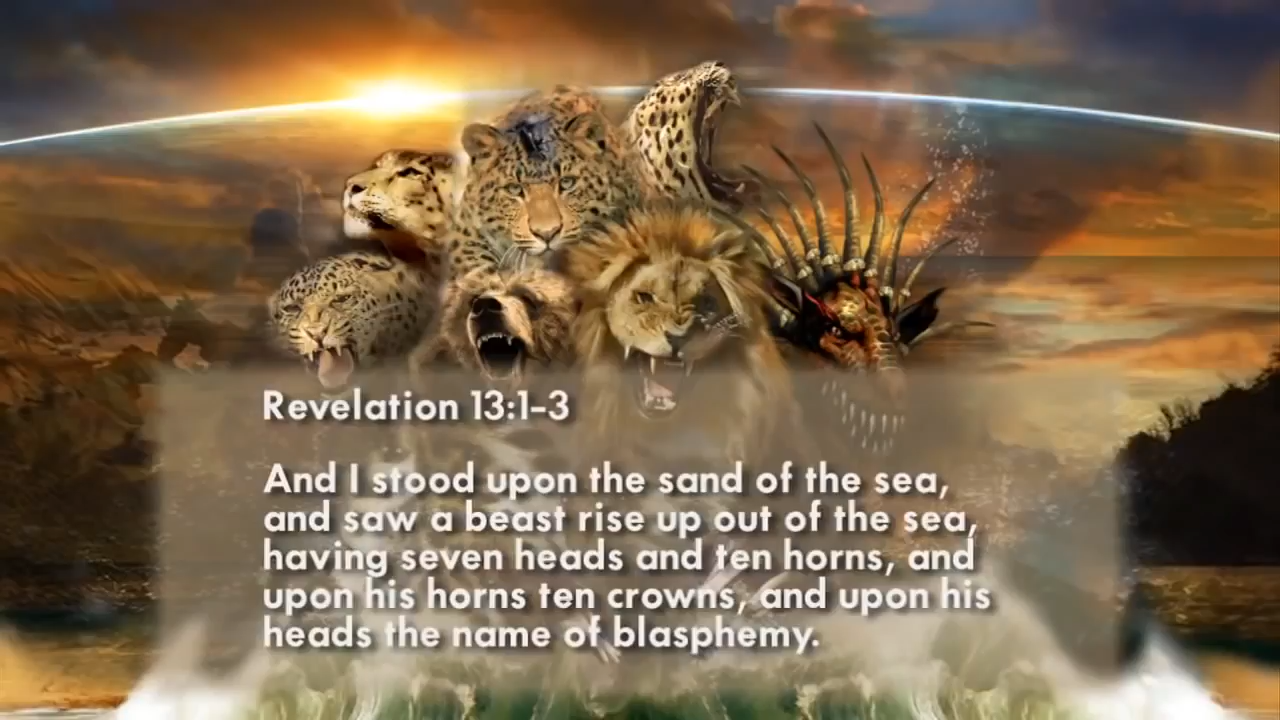 Revelation 13:1-3
And I stood upon the sand of the sea,
and saw a beast rise up out of the sea,
having seven heads and ten horns, and
upon his horns ten crowns, and upon his
heads the name of blasphemy.